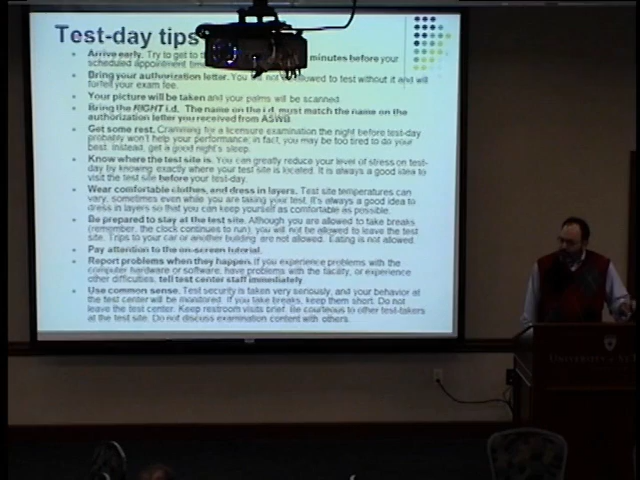 Test-day tips
Arrive early. Try to get to minutes before your
scheduled appointment time
Bring your authorization letter. You allowed to test without it and will
forfeit your exam fee.
Your picture will be taken and your palms will be scanned.
Bring the RIGHT i.d. The name on the i.d. must match the name on the
authorization letter you received from ASWB.
Get some rest. Cramming for a licensure examination the night before test-day
probably won't help your performance; in fact, you may be too tired to do your
best. Instead, get a good night's sleep.
Know where the test site is. You can greatly reduce your level of stress on test-
day by knowing exactly where your test site is located. It is always a good idea to
visit the test site before your test-day.
Wear comfortable clothes, and dress in layers. Test site temperatures can
vary, sometimes even while you are taking your test. It's always a good idea to
dress in layers so that you can keep yourself as comfortable as possible.
Be prepared to stay at the test site. Although you are allowed to take breaks
(remember, the clock continues to run), you will not be allowed to leave the test
site. Trips to your car or another building are not allowed. Eating is not allowed.
Pay attention to the on-screen tutorial.
Report problems when they happen. If you experience problems with the
computer hardware or software, have problems with the facility, or experience
other difficulties, tell test center staff immediately.
Use common sense. Test security is taken very seriously, and your behavior at
the test center will be monitored. If you take breaks, keep them short. Do not
leave the test center. Keep restroom visits brief. Be courteous to other test-takers
at the test site. Do not discuss examination content with others.
UNIVERSITY